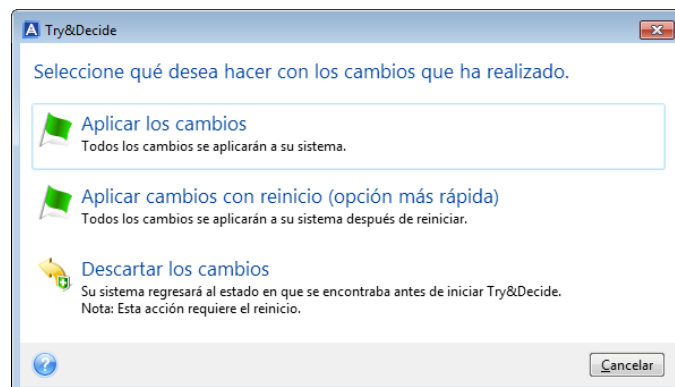 Try&Decide
Seleccione qué desea hacer con los cambios que ha realizado.
Aplicar los cambios
Todos los cambios se aplicarán a su sistema.
Aplicar cambios con reinicio (opción más rápida)
Todos los cambios se aplicarán a su sistema después de reiniciar.
Descartar los cambios
Su sistema regresará al estado en que se encontraba antes de iniciar Try&Decide.
Nota: Esta acción requiere el reinicio.
Cancelar